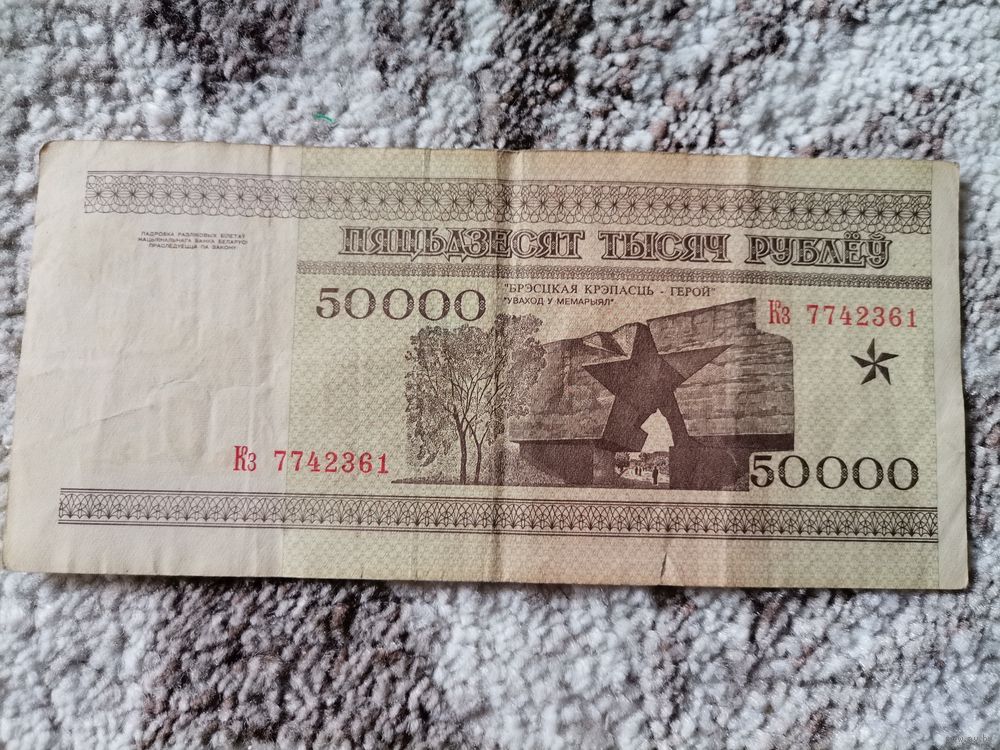 ПАДРОБКА РАЗЛІКОВЫХ БІЛЕТАЎ
НАЦЫЯНАЛЬНАГА БАНКА БЕЛАРУСІ
ПРАСЛЕДУЕЦЦА ПА ЗАКОНУ
ПЯЦЬДЗЕСЯТ ТЫСЯЧ РУБЛЁЎ
50000
"БРЭСЦКАЯ КРЭПАСЦЬ - ГЕРОЙ"
"УВАХОД У МЕМАРЫЯЛ"
Кз 7742361
Кз 7742361
50000